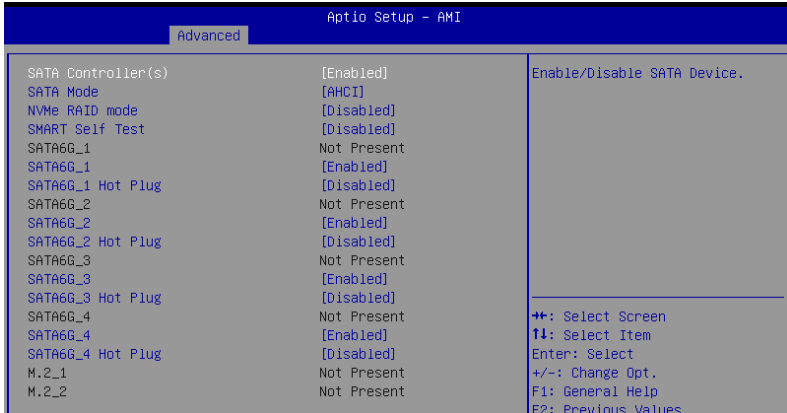 Aptio Setup – AMI
Advanced
SATA Controller(s) [Enabled] Enable/Disable SATA Device.
SATA Mode [AHCI]
NVMe RAID mode [Disabled]
SMART Self Test [Disabled]
SATA6G_1 Not Present
SATA6G_1 [Enabled]
SATA6G_1 Hot Plug [Disabled]
SATA6G_2 Not Present
SATA6G_2 [Enabled]
SATA6G_2 Hot Plug [Disabled]
SATA6G_3 Not Present
SATA6G_3 [Enabled]
SATA6G_3 Hot Plug [Disabled]
SATA6G_4 Not Present →←: Select Screen
SATA6G_4 [Enabled] ↑↓: Select Item
SATA6G_4 Hot Plug [Disabled] Enter: Select
M.2_1 Not Present +/-: Change Opt.
M.2_2 Not Present F1: General Help
F2: Previous Values